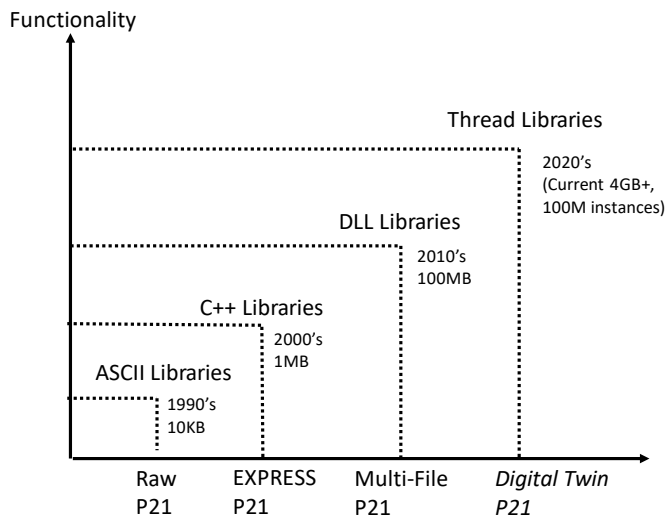 Functionality
Thread Libraries
2020's
(Current 4GB+,
100M instances)
DLL Libraries
2010's
100MB
C++ Libraries
2000's
1MB
ASCII Libraries
1990's
10KB
Raw
P21
EXPRESS
P21
Multi-File
P21
Digital Twin
P21